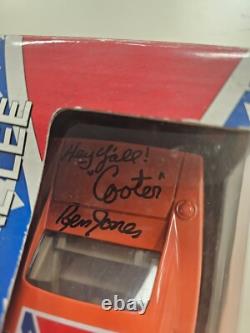 LEE
Hey y'all!
"Cooter"
Ben Jones